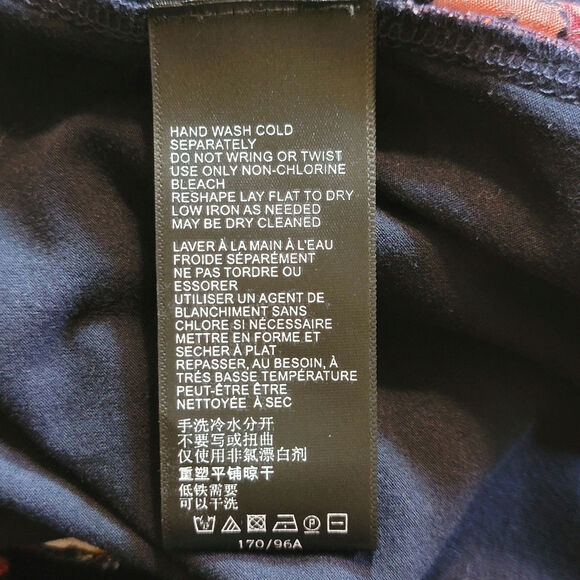 HAND WASH COLD
SEPARATELY
DO NOT WRING OR TWIST
USE ONLY NON-CHLORINE
BLEACH
RESHAPE LAY FLAT TO DRY
LOW IRON AS NEEDED
MAY BE DRY CLEANED
LAVER À LA MAIN À L'EAU
FROIDE SÉPARÉMENT
NE PAS TORDRE OU
ESSORER
UTILISER UN AGENT DE
BLANCHIMENT SANS
CHLORE SI NÉCESSAIRE
METTRE EN FORME ET
SECHER À PLAT
REPASSER, AU BESOIN, À
TRÉS BASSE TEMPÉRATURE
PEUT-ÊTRE ÊTRE
NETTOYÉE À SEC
手洗冷水分开
不要写或扭曲
仅使用非氯漂白剂
重塑平铺晾干
低铁需要
可以干洗
170/96A